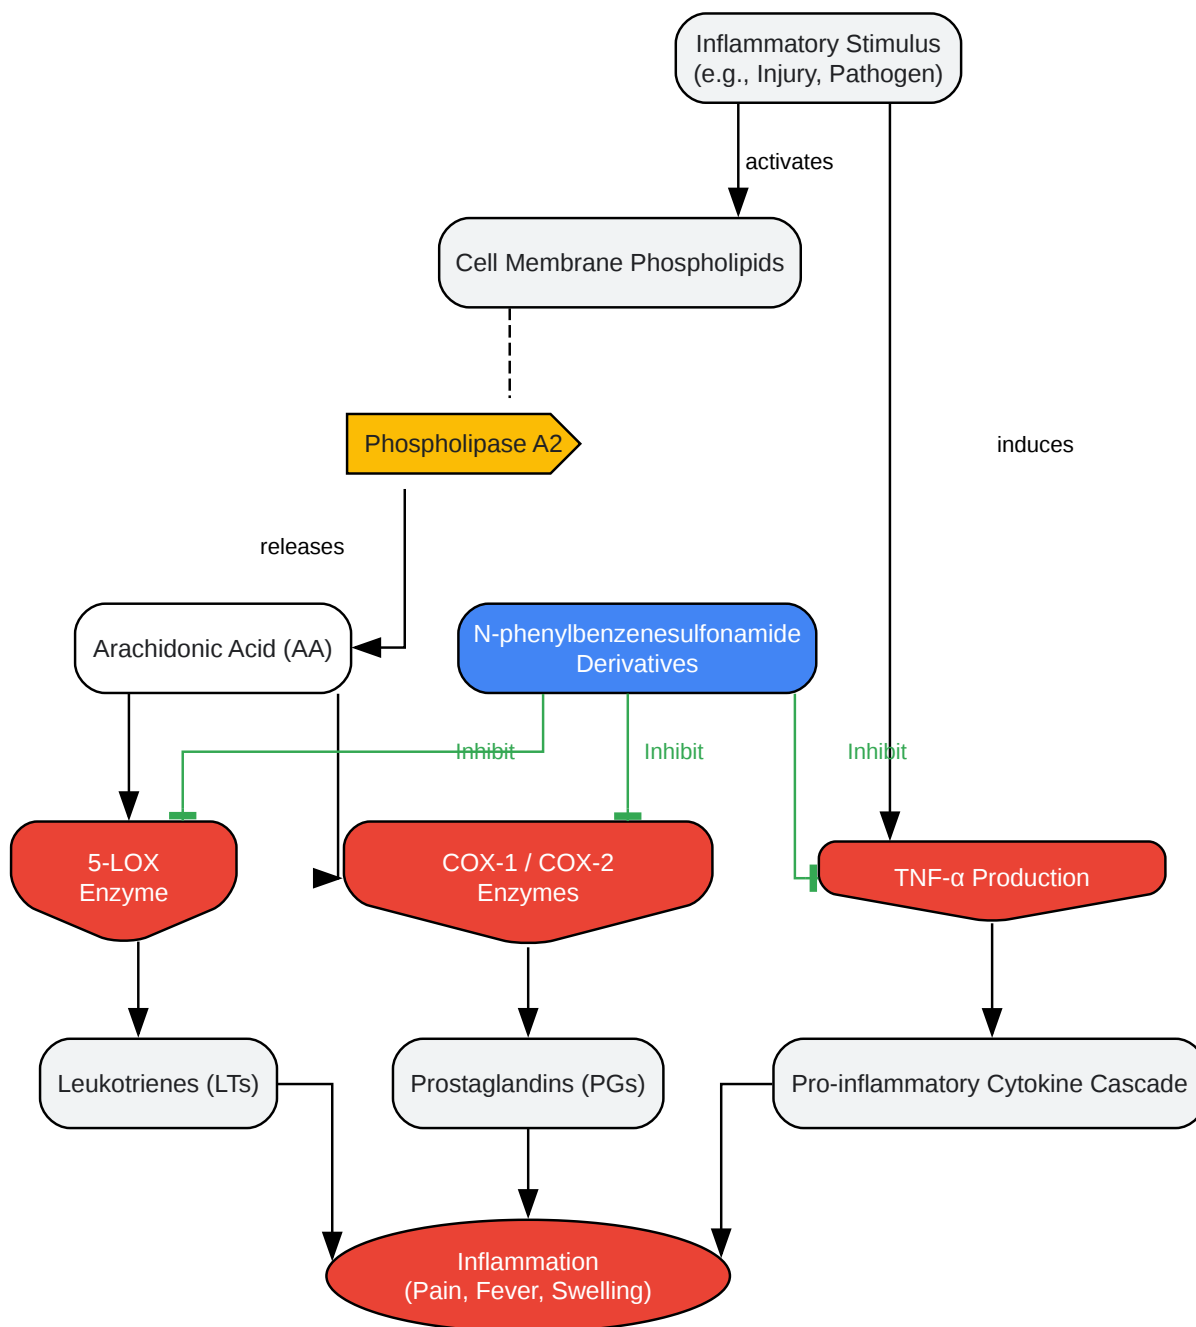 Inflammatory Stimulus
(e.g., Injury, Pathogen)
activates
Cell Membrane Phospholipids
Phospholipase A2
induces
releases
N-phenylbenzenesulfonamide
Derivatives
Arachidonic Acid (AA)
Inhibit
Inhibit
Inhibit
5-LOX
Enzyme
COX-1 / COX-2
Enzymes
TNF-α Production
Leukotrienes (LTs)
Prostaglandins (PGs)
Pro-inflammatory Cytokine Cascade
Inflammation
(Pain, Fever, Swelling)